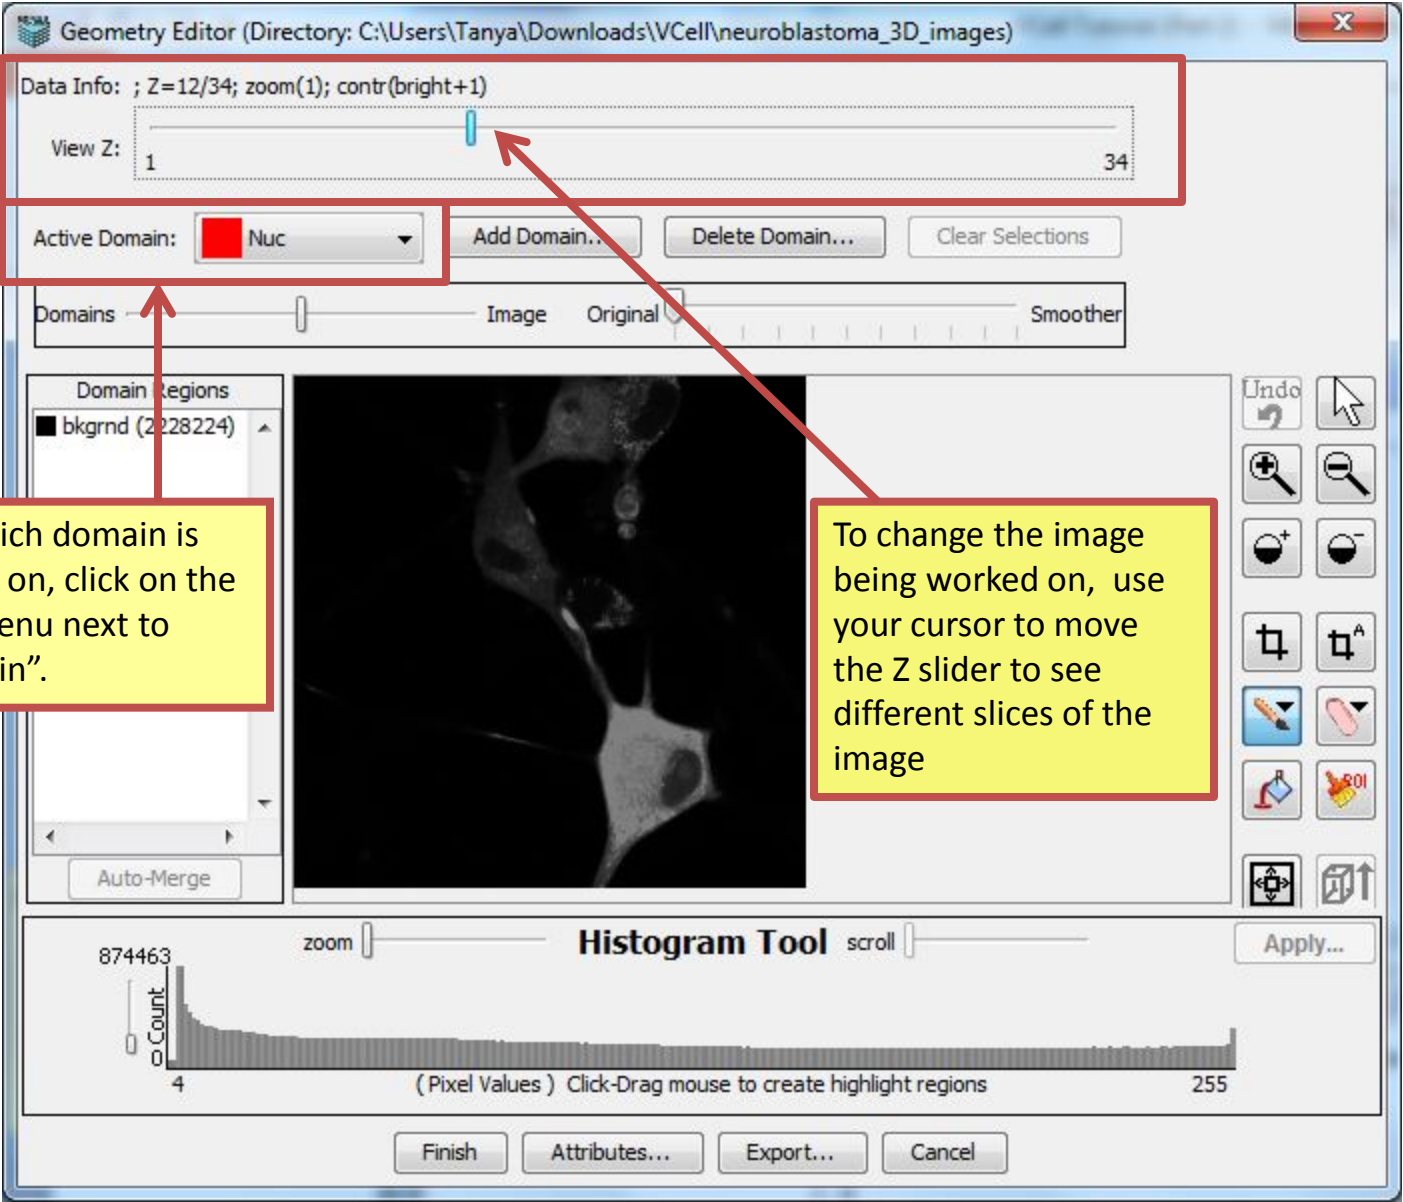 Geometry Editor (Directory: C:\Users\Tanya\Downloads\VCell\neuroblastoma_3D_images)
Data Info: ; Z=12/34; zoom(1); contr(bright+1)
View Z:
1 34
Active Domain: Nuc Add Domain... Delete Domain... Clear Selections
Domains Image Original Smoother
Domain Regions
bkgrnd (2228224)
Undo
ich domain is
on, click on the
enu next to
in”.
To change the image
being worked on, use
your cursor to move
the Z slider to see
different slices of the
image
A
ROI
Auto-Merge
zoom Histogram Tool scroll Apply...
874463
Count
0
4 ( Pixel Values ) Click-Drag mouse to create highlight regions 255
Finish Attributes... Export... Cancel